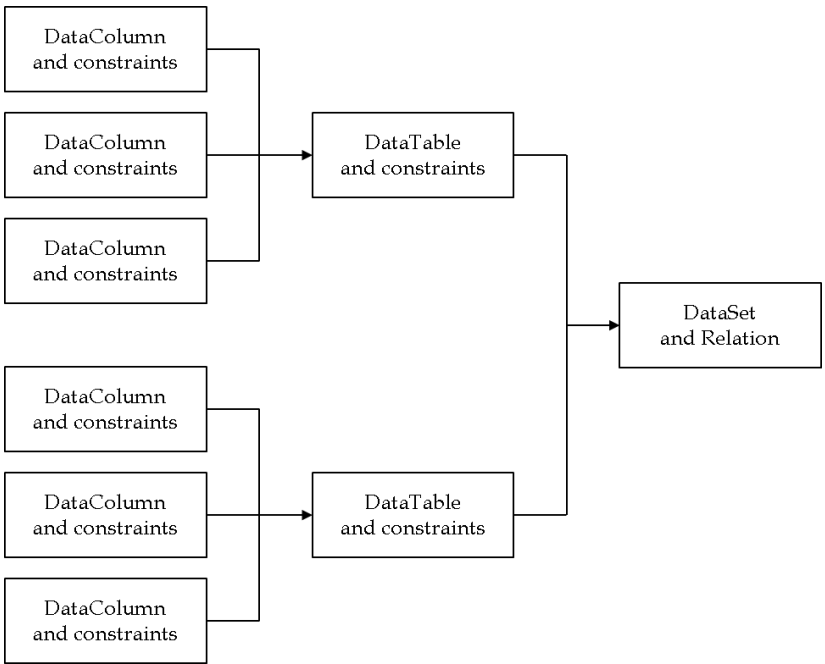 DataColumn
and constraints
DataColumn
and constraints
DataColumn
and constraints
DataTable
and constraints
DataSet
and Relation
DataColumn
and constraints
DataColumn
and constraints
DataColumn
and constraints
DataTable
and constraints